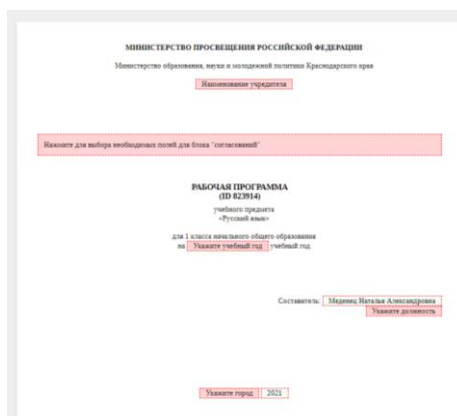 МИНИСТЕРСТВО ПРОСВЕЩЕНИЯ РОССИЙСКОЙ ФЕДЕРАЦИИ
Министерство образования, науки и молодежной политики Краснодарского края
Наименование учредителя
Нажмите для выбора необходимых полей для блока "согласований"
РАБОЧАЯ ПРОГРАММА
(ID 823914)
учебного предмета
«Русский язык»
для 1 класса начального общего образования
на Укажите учебный год учебный год
Составитель: Меденец Наталья Александровна
Укажите должность
Укажите город 2021